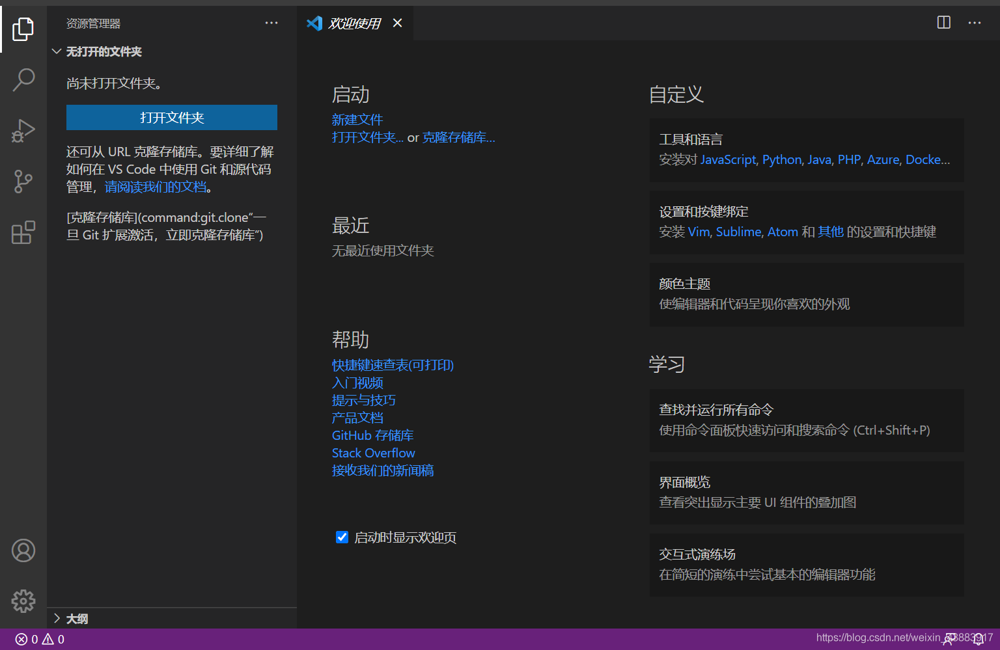 资源管理器
无打开的文件夹
尚未打开文件夹。
打开文件夹
还可从 URL 克隆存储库。要详细了解
如何在 VS Code 中使用 Git 和源代码
管理，请阅读我们的文档。
[克隆存储库](command:git.clone“一
旦 Git 扩展激活，立即克隆存储库”)
大纲
欢迎使用
启动
新建文件
打开文件夹... or 克隆存储库...
最近
无最近使用文件夹
帮助
快捷键速查表(可打印)
入门视频
提示与技巧
产品文档
GitHub 存储库
Stack Overflow
接收我们的新闻稿
启动时显示欢迎页
自定义
工具和语言
安装对 JavaScript, Python, Java, PHP, Azure, Docke...
设置和按键绑定
安装 Vim, Sublime, Atom 和 其他 的设置和快捷键
颜色主题
使编辑器和代码呈现你喜欢的外观
学习
查找并运行所有命令
使用命令面板快速访问和搜索命令 (Ctrl+Shift+P)
界面概览
查看突出显示主要 UI 组件的叠加图
交互式演练场
在简短的演练中尝试基本的编辑器功能
0 0
https://blog.csdn.net/weixin_43883917